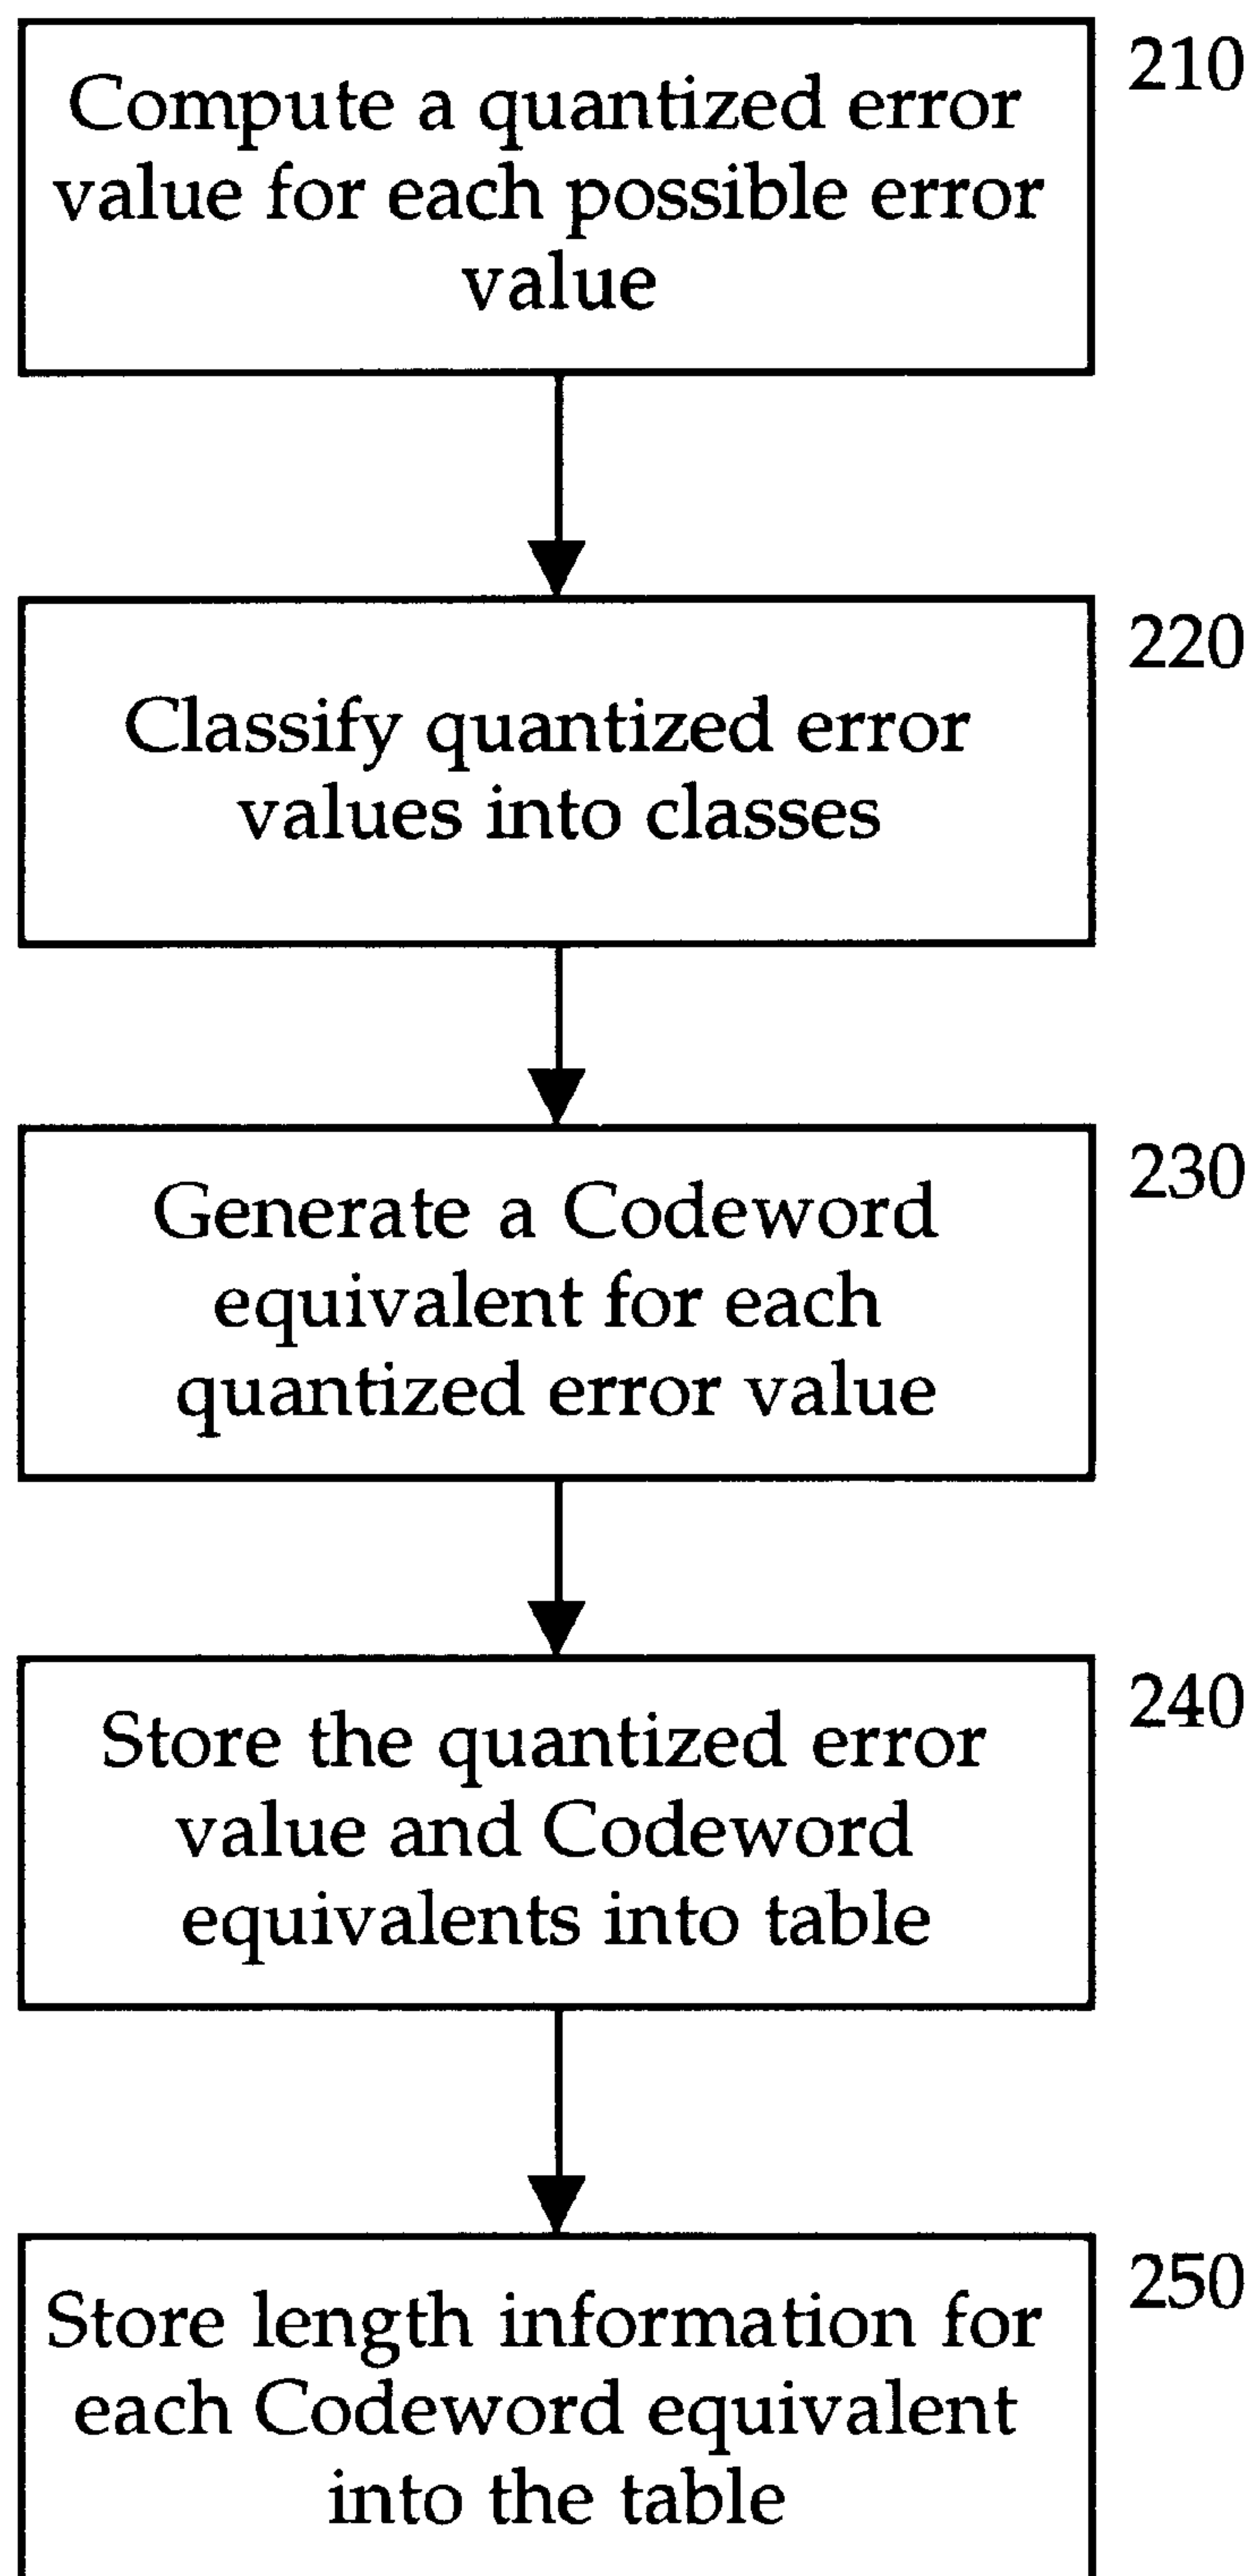 210
Compute a quantized error
value for each possible error
value
220
Classify quantized error
values into classes
230
Generate a Codeword
equivalent for each
quantized error value
240
Store the quantized error
value and Codeword
equivalents into table
250
Store length information for
each Codeword equivalent
into the table